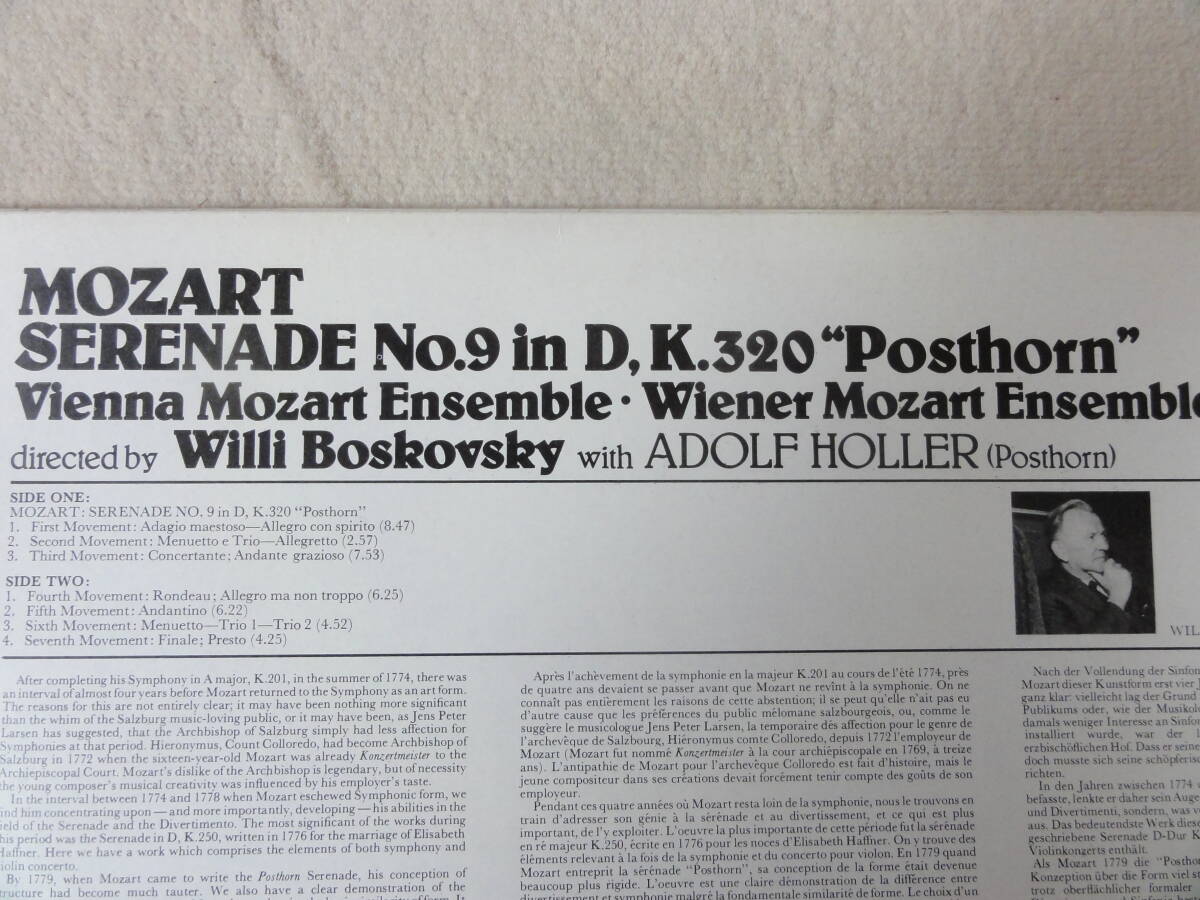 MOZART
SERENADE No.9 in D, K.320 “Posthorn”
Vienna Mozart Ensemble · Wiener Mozart Ensemble
directed by Willi Boskovsky with ADOLF HOLLER (Posthorn)
SIDE ONE:
MOZART: SERENADE NO. 9 in D, K.320 “Posthorn”
1. First Movement: Adagio maestoso—Allegro con spirito (8.47)
2. Second Movement: Menuetto e Trio—Allegretto (2.57)
3. Third Movement: Concertante; Andante grazioso (7.53)
SIDE TWO:
1. Fourth Movement: Rondeau; Allegro ma non troppo (6.25)
2. Fifth Movement: Andantino (6.22)
3. Sixth Movement: Menuetto—Trio 1—Trio 2 (4.52)
4. Seventh Movement: Finale; Presto (4.25)
WIL
After completing his Symphony in A major, K.201, in the summer of 1774, there was
an interval of almost four years before Mozart returned to the Symphony as an art form.
The reasons for this are not entirely clear; it may have been nothing more significant
than the whim of the Salzburg music-loving public, or it may have been, as Jens Peter
Larsen has suggested, that the Archbishop of Salzburg simply had less affection for
Symphonies at that period. Hieronymus, Count Colloredo, had become Archbishop of
Salzburg in 1772 when the sixteen-year-old Mozart was already Konzertmeister to the
Archiepiscopal Court. Mozart's dislike of the Archbishop is legendary, but of necessity
the young composer's musical creativity was influenced by his employer's taste.
In the interval between 1774 and 1778 when Mozart eschewed Symphonic form, we
find him concentrating upon—and more importantly, developing—his abilities in the
field of the Serenade and the Divertimento. The most significant of the works during
this period was the Serenade in D, K.250, written in 1776 for the marriage of Elisabeth
Haffner. Here we have a work which comprises the elements of both symphony and
violin concerto.
By 1779, when Mozart came to write the Posthorn Serenade, his conception of
structure had become much tauter. We also have a clear demonstration of the
Après l'achèvement de la symphonie en la majeur K.201 au cours de l'été 1774, près
de quatre ans devaient se passer avant que Mozart ne revînt à la symphonie. On ne
connaît pas entièrement les raisons de cette abstention; il se peut qu'elle n'ait pas eu
d'autre cause que les préférences du public mélomane salzbourgeois, ou, comme le
suggère le musicologue Jens Peter Larsen, la temporaire dés affection pour le genre de
l'archevêque de Salzburg, Hiéronymus comte Colloredo, depuis 1772 l'employeur de
Mozart (Mozart fut nommé Konzertmeister à la cour archiépiscopale en 1769, à treize
ans). L'antipathie de Mozart pour l'archevêque Colloredo est fait d'histoire, mais le
jeune compositeur dans ses créations devait forcément tenir compte des goûts de son
employeur.
Pendant ces quatre années où Mozart resta loin de la symphonie, nous le trouvons en
train d'adresser son génie à la sérénade et au divertissement, et ce qui est plus
important, de l'y exploiter. L'oeuvre la plus importante de cette période fut la sérénade
en ré majeur K.250, écrite en 1776 pour les noces d'Elisabeth Haffner. On y trouve des
éléments relevant à la fois de la symphonie et du concerto pour violon. En 1779 quand
Mozart entreprit la sérénade "Posthorn", sa conception de la forme était devenue
beaucoup plus rigide. L'oeuvre est une claire démonstration de la différence entre
divertissement et symphonie malgré la fondamentale similarité de forme. Le choix d'un
Nach der Vollendung der Sinfon
Mozart dieser Kunstform erst vier J
ganz klar: vielleicht lag der Grund
Publikums oder, wie der Musikolo
damals weniger Interesse an Sinfon
installiert wurde, war der
erzbischöflichen Hof. Dass er seine
doch musste sich seine schöpferisc
richten.
In den Jahren zwischen 1774
befasste, lenkte er daher sein Aug
und Divertimenti, sondern, was v
aus. Das bedeutendste Werk diese
geschriebene Serenade D-Dur K
Violinkonzerts enthält.
Als Mozart 1779 die "Posth
Konzeption über die Form viel st
trotz oberflächlicher formaler